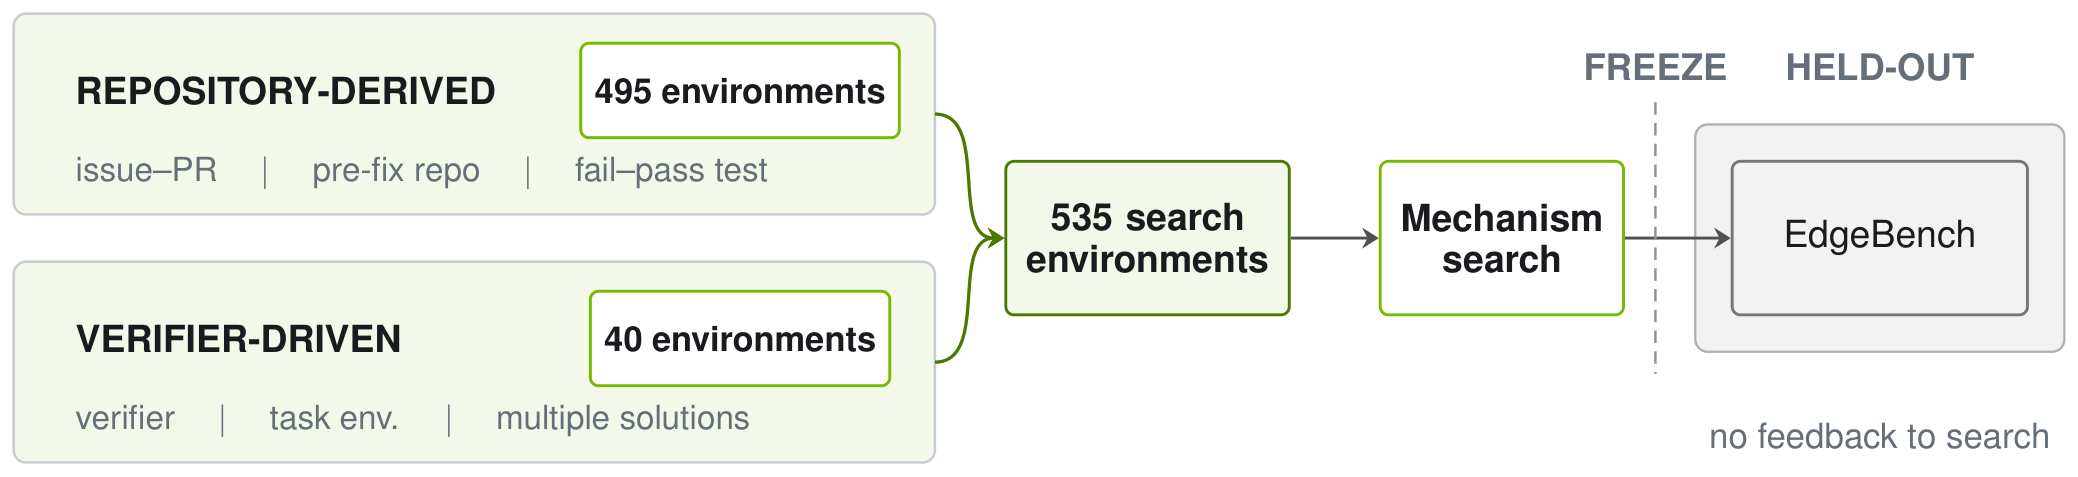 REPOSITORY-DERIVED
495 environments
issue–PR | pre-fix repo | fail–pass test
VERIFIER-DRIVEN
40 environments
verifier | task env. | multiple solutions
535 search
environments
Mechanism
search
FREEZE
HELD-OUT
EdgeBench
no feedback to search